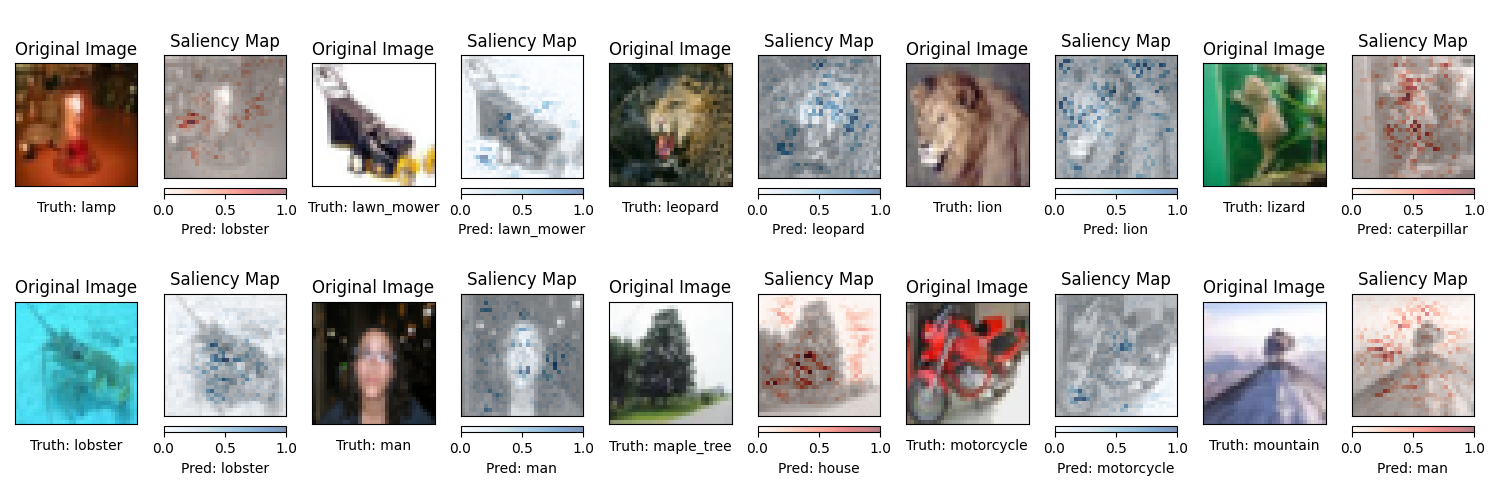 Original Image Saliency Map Original Image Saliency Map Original Image Saliency Map Original Image Saliency Map Original Image Saliency Map
Truth: lamp 0.0 0.5 1.0 Truth: lawn_mower 0.0 0.5 1.0 Truth: leopard 0.0 0.5 1.0 Truth: lion 0.0 0.5 1.0 Truth: lizard 0.0 0.5 1.0
Pred: lobster Pred: lawn_mower Pred: leopard Pred: lion Pred: caterpillar
Original Image Saliency Map Original Image Saliency Map Original Image Saliency Map Original Image Saliency Map Original Image Saliency Map
Truth: lobster 0.0 0.5 1.0 Truth: man 0.0 0.5 1.0 Truth: maple_tree 0.0 0.5 1.0 Truth: motorcycle 0.0 0.5 1.0 Truth: mountain 0.0 0.5 1.0
Pred: lobster Pred: man Pred: house Pred: motorcycle Pred: man